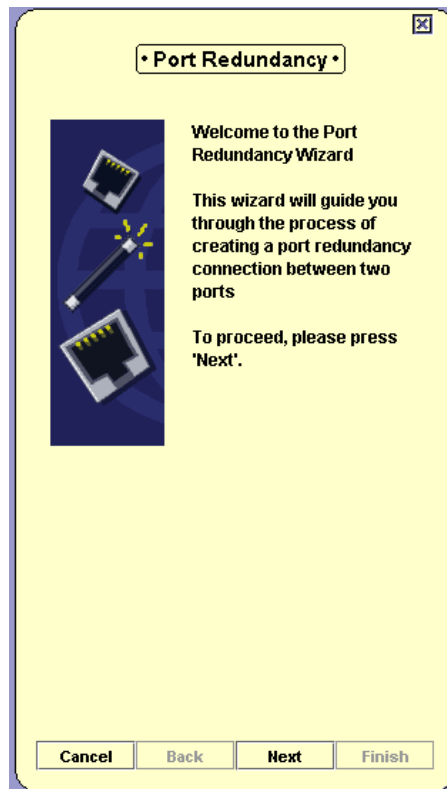 • Port Redundancy •
Welcome to the Port
Redundancy Wizard
This wizard will guide you
through the process of
creating a port redundancy
connection between two
ports
To proceed, please press
'Next'.
Cancel Back Next Finish